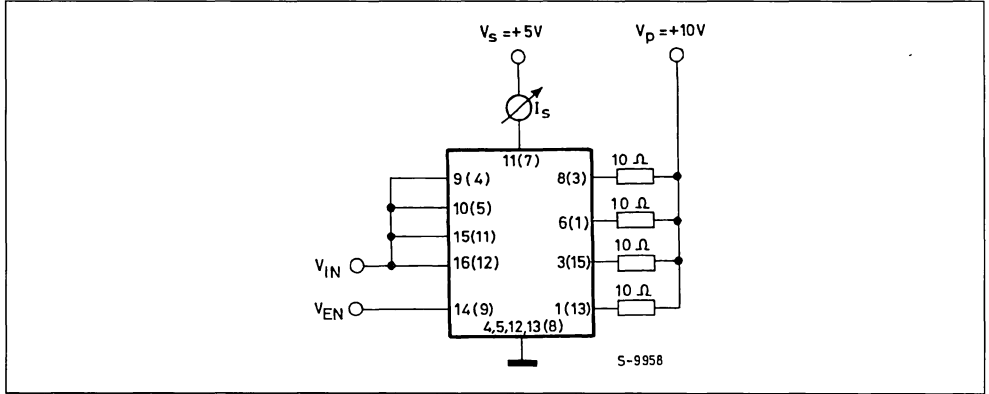 Vs=+5V
Vp=+10V
Is
11(7)
9(4)
8(3)
10 Ω
10(5)
6(1)
10 Ω
15(11)
VIN
16(12)
3(15)
10 Ω
VEN
14(9)
1(13)
10 Ω
4,5,12,13(8)
S-9958